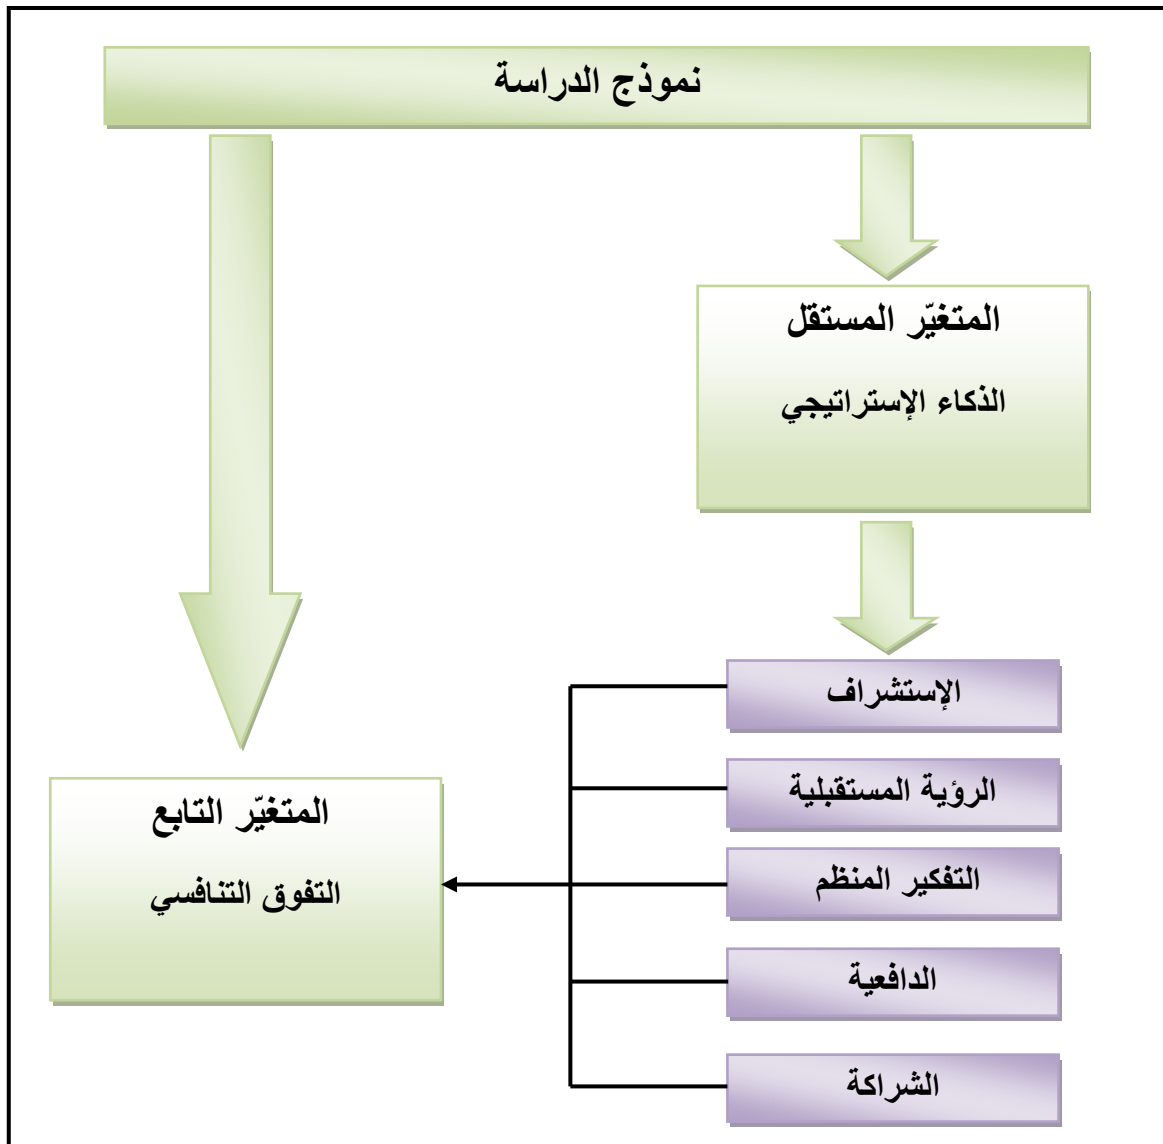 نموذج الدراسة
المتغيّر المستقل
الذكاء الإستراتيجي
الإستشراف
الرؤية المستقبلية
التفكير المنظم
الدافعية
الشراكة
المتغيّر التابع
التفوق التنافسي